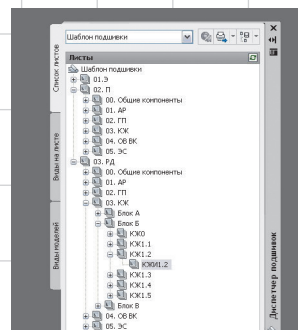 Шаблон подшивки
Листы
Шаблон подшивки
01.Э
02. П
00. Общие компоненты
01. АР
02. ГП
03. КЖ
04. ОВ ВК
05. ЭС
03. РД
00. Общие компоненты
01. АР
02. ГП
03. КЖ
Блок А
Блок Б
КЖ0
КЖ1.1
КЖ1.2
КЖИ1.2
КЖ1.3
КЖ1.4
КЖ1.5
Блок В
04. ОВ ВК
05. ЭС
Список листов
Виды на листе
Виды моделей
Диспетчер подшивок